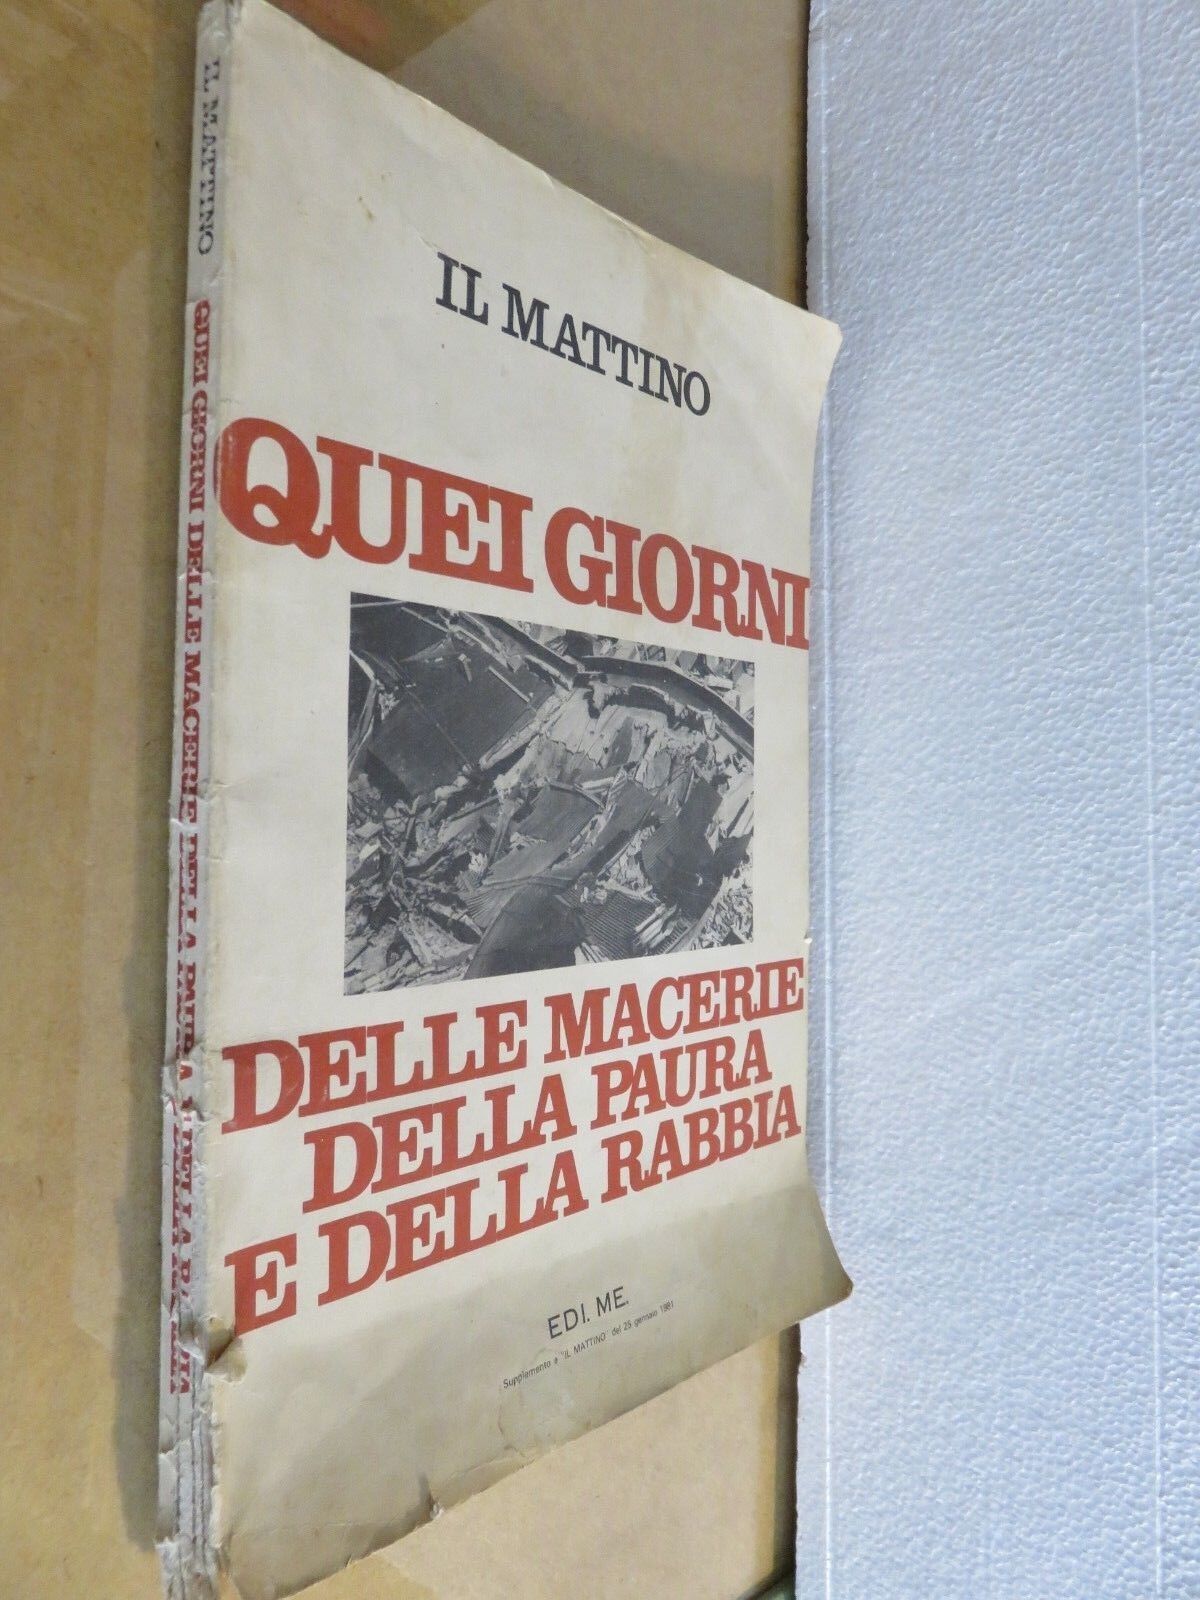 IL MATTINO
QUEI GIORNI DELLE MACERIE DELLA PAURA E DELLA RABBIA
IL MATTINO
QUEI GIORNI
DELLE MACERIE
DELLA PAURA
E DELLA RABBIA
EDI. ME.
Supplemento a "IL MATTINO" del 25 gennaio 1981